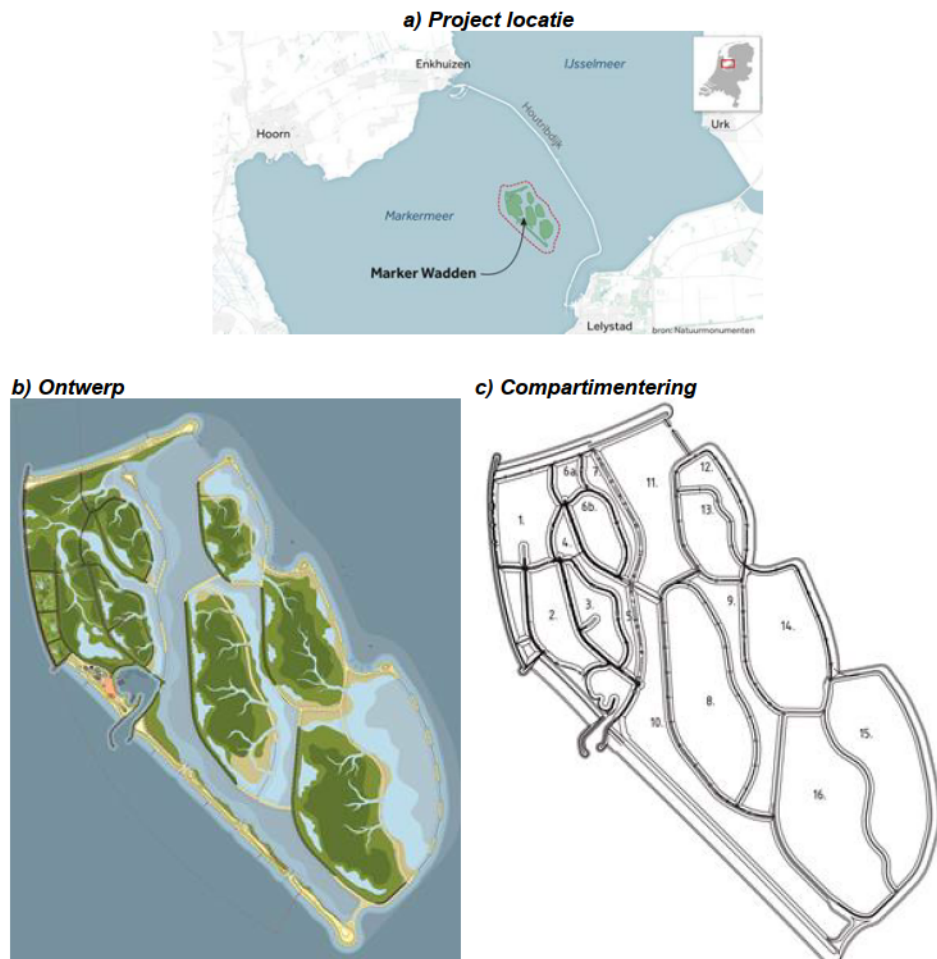 a) Project locatie
Enkhuizen
IJsselmeer
Houtribdijk
Urk
Hoorn
Markermeer
Marker Wadden
Lelystad
bron: Natuurmonumenten
b) Ontwerp
c) Compartimentering
6a.
7.
11.
12.
1.
6b.
13.
4.
2.
3.
5.
9.
14.
10.
8.
15.
16.